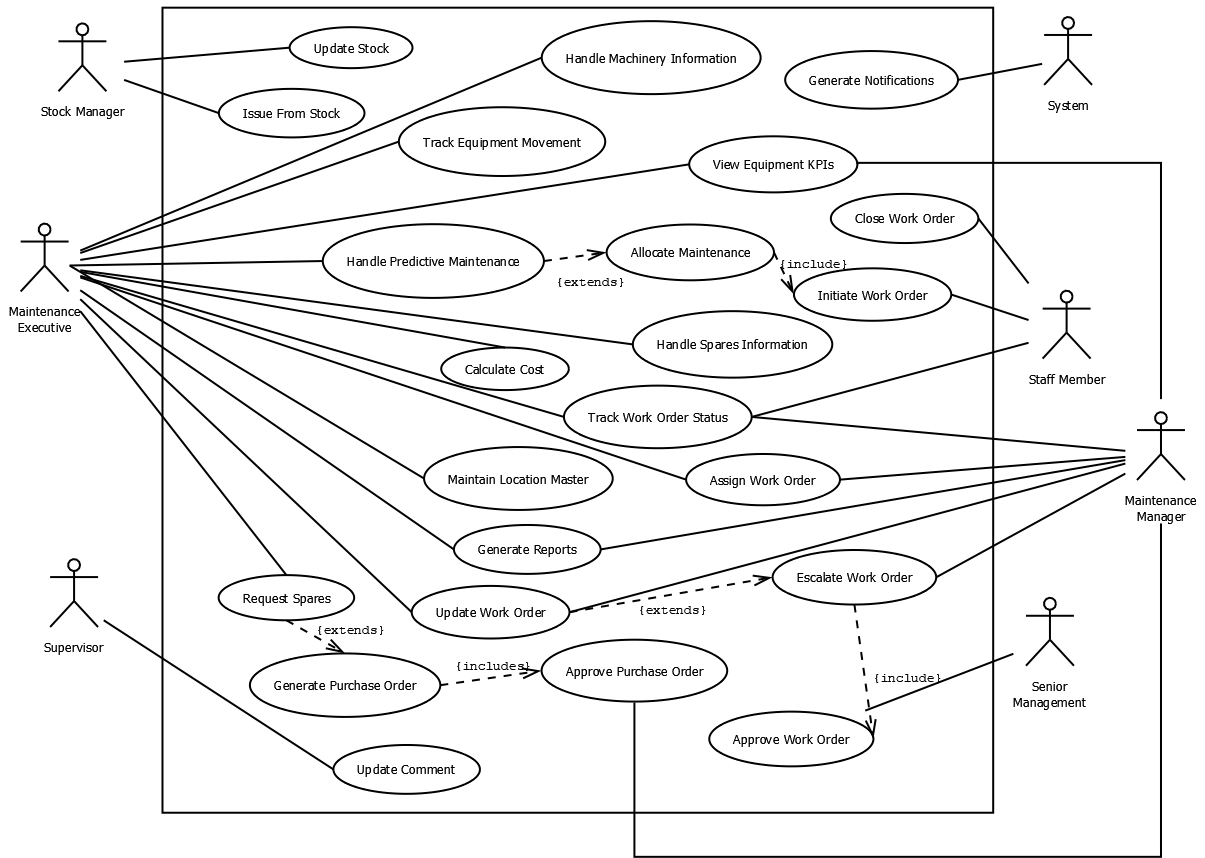 Update Stock
Handle Machinery Information
Generate Notifications
Stock Manager
System
Issue From Stock
Track Equipment Movement
View Equipment KPIs
Close Work Order
Handle Predictive Maintenance
Allocate Maintenance
{include}
{extends}
Initiate Work Order
Maintenance
Executive
Handle Spares Information
Calculate Cost
Staff Member
Track Work Order Status
Maintain Location Master
Assign Work Order
Maintenance
Manager
Generate Reports
Escalate Work Order
Request Spares
Update Work Order
{extends}
{extends}
Supervisor
Generate Purchase Order
{includes}
Approve Purchase Order
{include}
Senior
Management
Approve Work Order
Update Comment